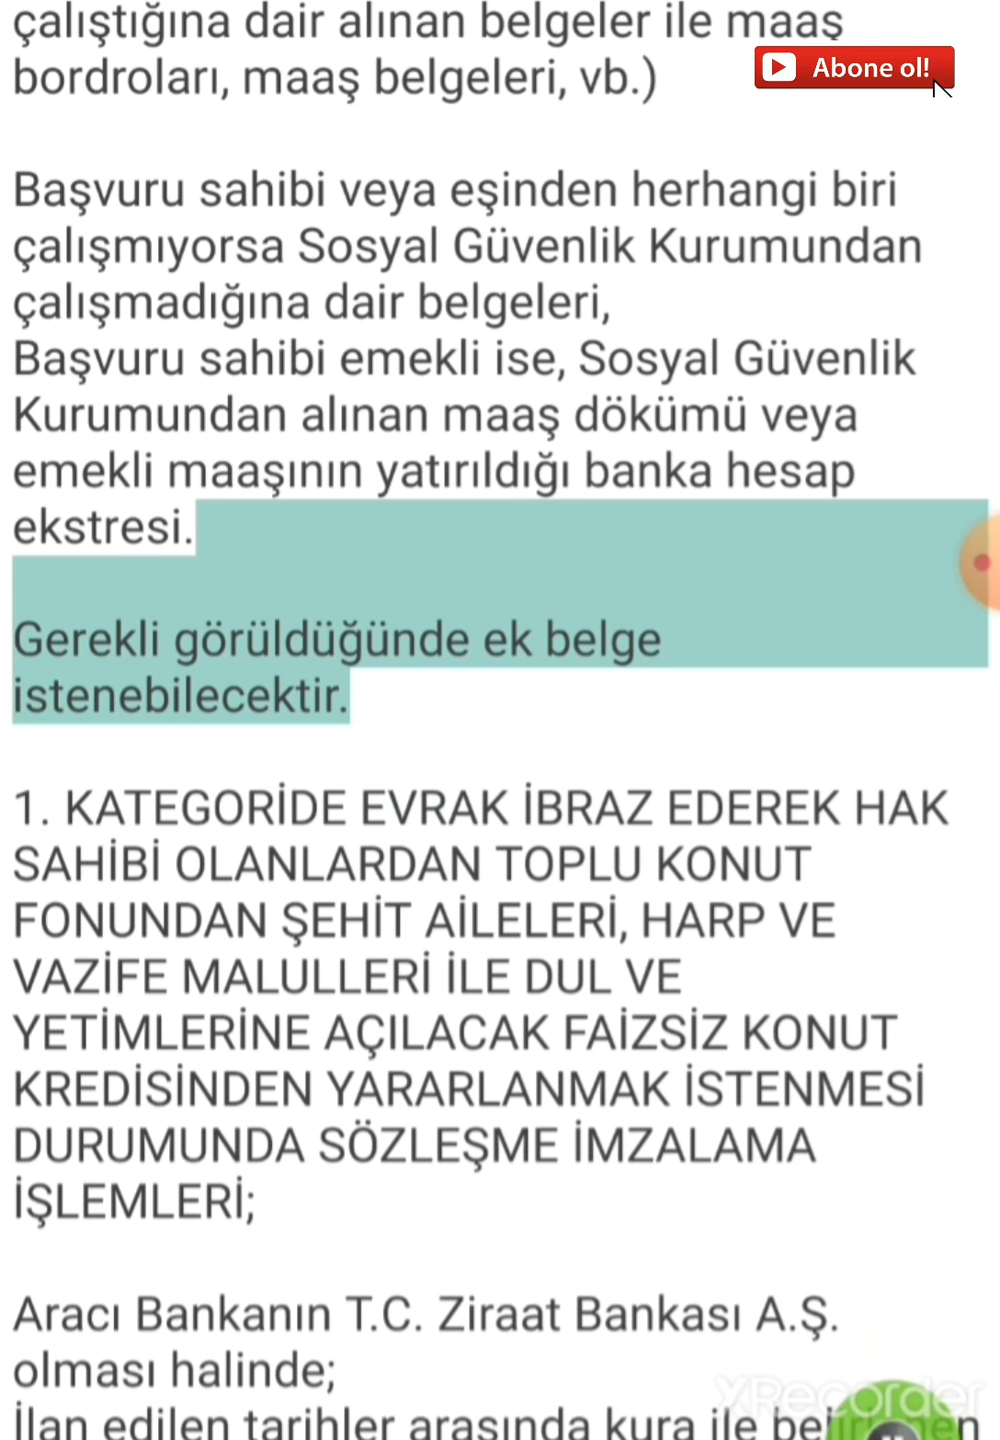 çalıştığına dair alınan belgeler ile maaş
bordroları, maaş belgeleri, vb.)
Abone ol!
Başvuru sahibi veya eşinden herhangi biri
çalışmıyorsa Sosyal Güvenlik Kurumundan
çalışmadığına dair belgeleri,
Başvuru sahibi emekli ise, Sosyal Güvenlik
Kurumundan alınan maaş dökümü veya
emekli maaşının yatırıldığı banka hesap
ekstresi.
Gerekli görüldüğünde ek belge
istenebilecektir.
1. KATEGORİDE EVRAK İBRAZ EDEREK HAK
SAHİBİ OLANLARDAN TOPLU KONUT
FONUNDAN ŞEHİT AİLELERİ, HARP VE
VAZİFE MALULLERİ İLE DUL VE
YETİMLERİNE AÇILACAK FAİZSİZ KONUT
KREDİSİNDEN YARARLANMAK İSTENMESİ
DURUMUNDA SÖZLEŞME İMZALAMA
İŞLEMLERİ;
Aracı Bankanın T.C. Ziraat Bankası A.Ş.
olması halinde;
XRecorder
İlan edilen tarihler arasında kura ile